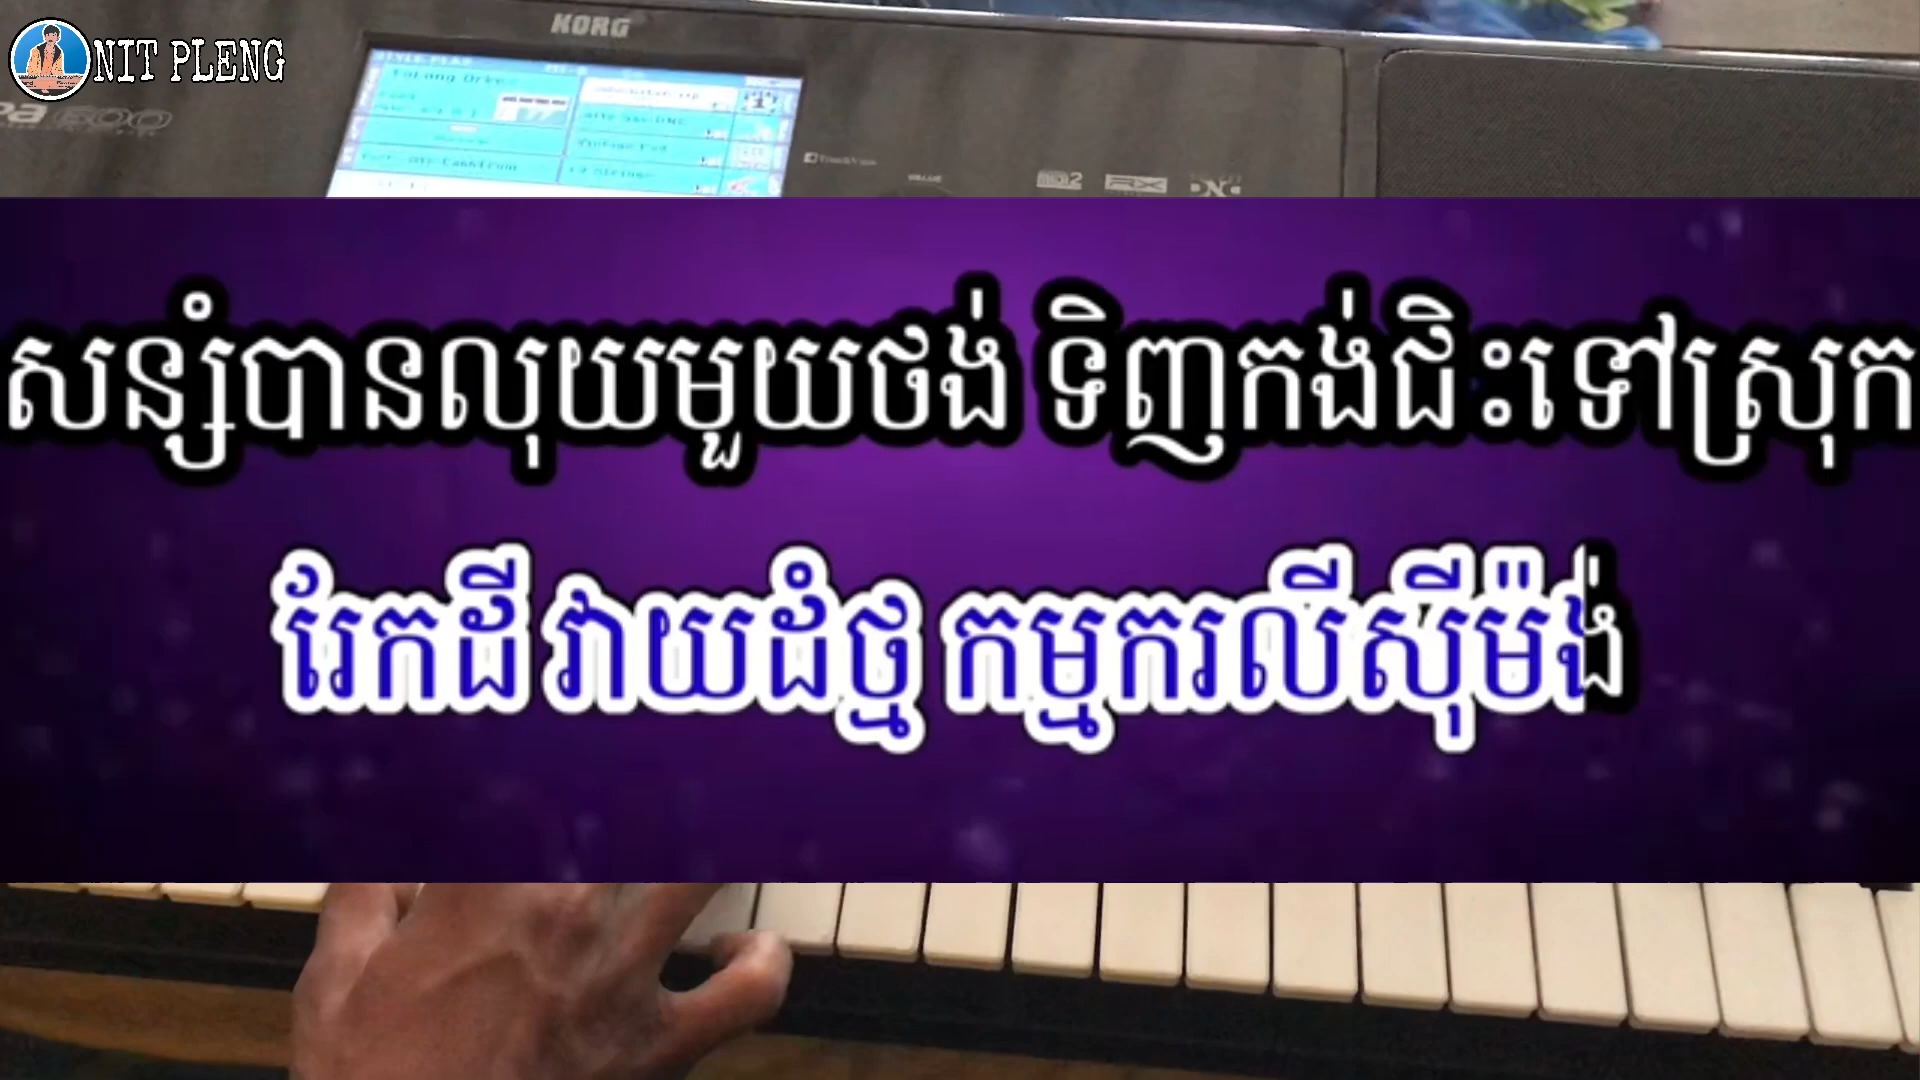 NIT PLENG
KORG
pa 600
សន្សំបានលុយមួយថង់ ទិញកង់ជិះទៅស្រុក
រែកដី វាយដំថ្ម កម្មករលីស៊ីម៉ង់